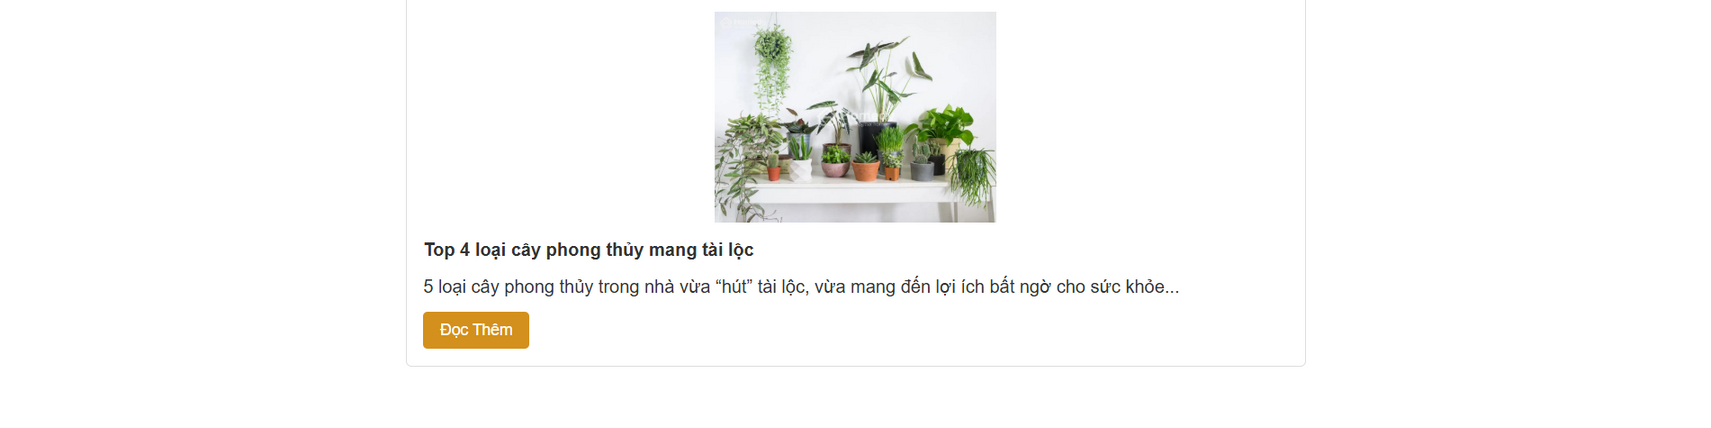 Top 4 loại cây phong thủy mang tài lộc
5 loại cây phong thủy trong nhà vừa “hút” tài lộc, vừa mang đến lợi ích bất ngờ cho sức khỏe...
Đọc Thêm